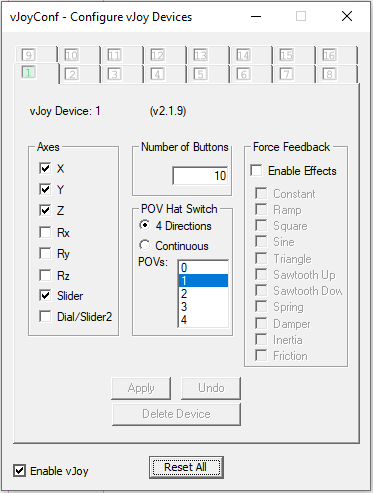 vJoyConf - Configure vJoy Devices
9 10 11 12 13 14 15 16
1 2 3 4 5 6 7 8
vJoy Device: 1 (v2.1.9)
Axes
X
Y
Z
Rx
Ry
Rz
Slider
Dial/Slider2
Number of Buttons
10
POV Hat Switch
4 Directions
Continuous
POVs:
0
1
2
3
4
Force Feedback
Enable Effects
Constant
Ramp
Square
Sine
Triangle
Sawtooth Up
Sawtooth Dow
Spring
Damper
Inertia
Friction
Apply Undo
Delete Device
Enable vJoy Reset All